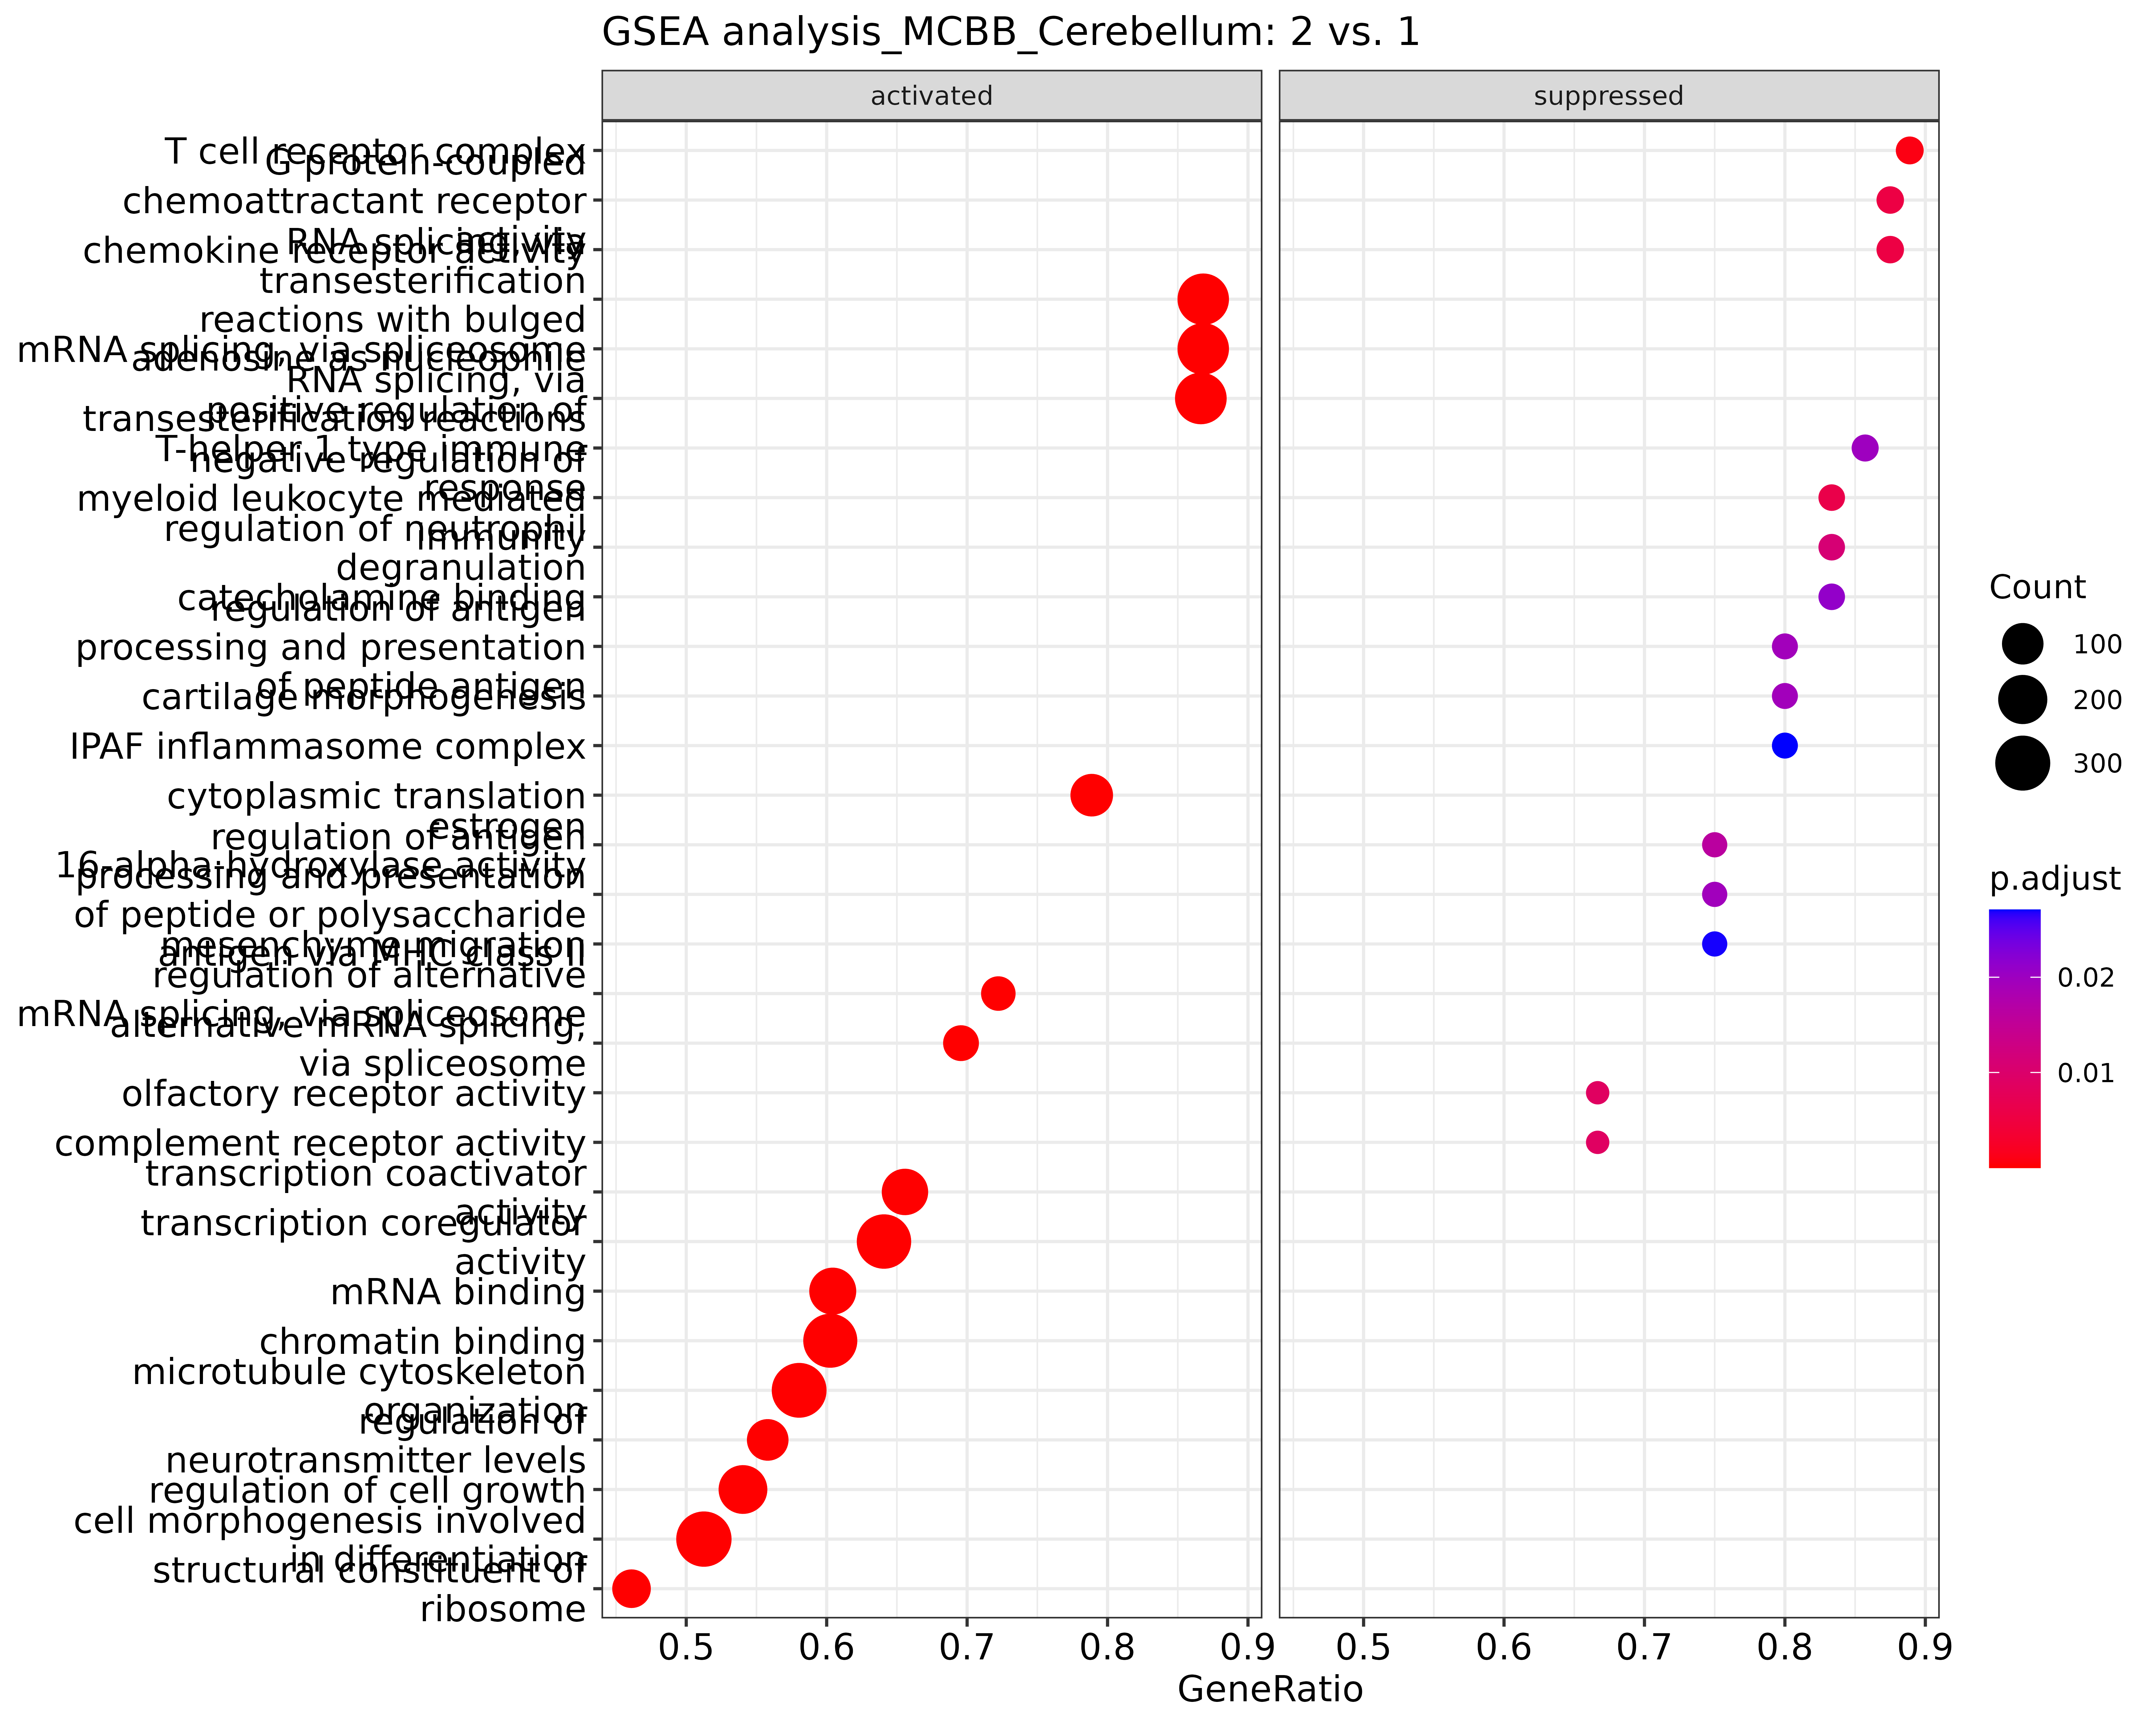 GSEA analysis_MCBB_Cerebellum: 2 vs. 1
activated
suppressed
T cell receptor complex
G protein-coupled
chemoattractant receptor
activity
chemokine receptor activity
RNA splicing, via
transesterification
reactions with bulged
adenosine as nucleophile
mRNA splicing, via spliceosome
RNA splicing, via
transesterification reactions
positive regulation of
T-helper 1 type immune
response
negative regulation of
myeloid leukocyte mediated
immunity
regulation of neutrophil
degranulation
catecholamine binding
regulation of antigen
processing and presentation
of peptide antigen
cartilage morphogenesis
IPAF inflammasome complex
cytoplasmic translation
estrogen
16-alpha-hydroxylase activity
regulation of antigen
processing and presentation
of peptide or polysaccharide
antigen via MHC class II
mesenchyme migration
regulation of alternative
mRNA splicing, via spliceosome
alternative mRNA splicing,
via spliceosome
olfactory receptor activity
complement receptor activity
transcription coactivator
activity
transcription coregulator
activity
mRNA binding
chromatin binding
microtubule cytoskeleton
organization
regulation of
neurotransmitter levels
regulation of cell growth
cell morphogenesis involved
in differentiation
structural constituent of
ribosome
0.5 0.6 0.7 0.8 0.9
0.5 0.6 0.7 0.8 0.9
GeneRatio
Count
100
200
300
p.adjust
0.02
0.01